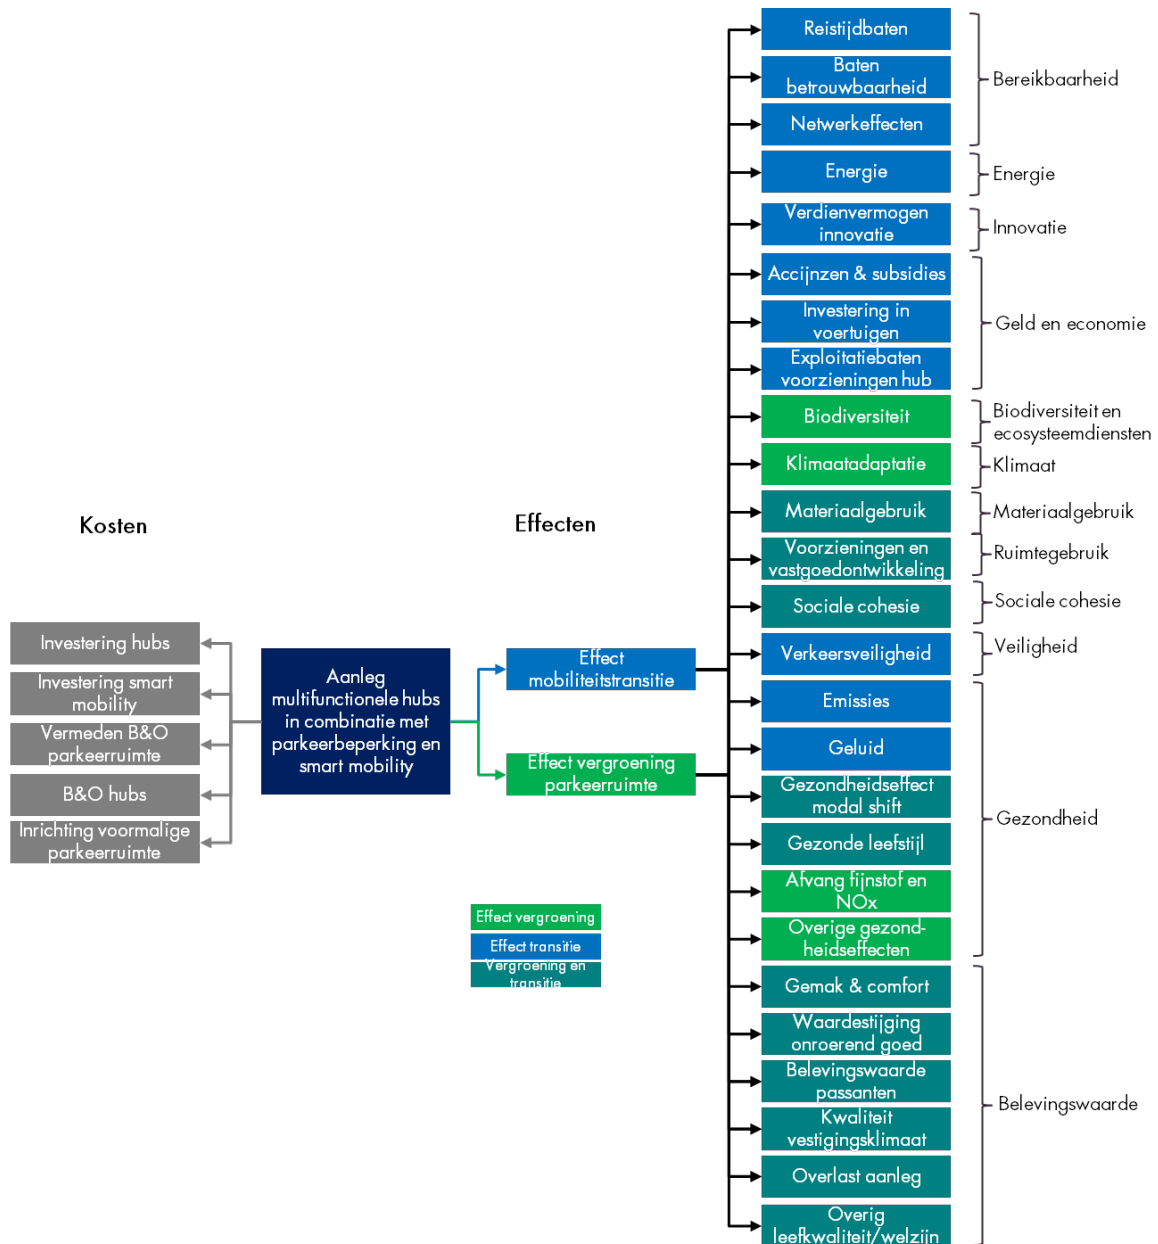 Kosten
Investering hubs
Investering smart
mobility
Vermeden B&O
parkeerruimte
B&O hubs
Inrichting voormalige
parkeerruimte
Aanleg
multifunctionele hubs
in combinatie met
parkeerbeperking en
smart mobility
Effecten
Effect
mobiliteitstransitie
Effect vergroening
parkeerruimte
Effect vergroening
Effect transitie
Vergroening en
transitie
Reistijdbaten
Baten
betrouwbaarheid
Netwerkeffecten
Energie
Verdienvermogen
innovatie
Accijnzen & subsidies
Investering in
voertuigen
Exploitatiebaten
voorzieningen hub
Biodiversiteit
Klimaatadaptatie
Materiaalgebruik
Voorzieningen en
vastgoedontwikkeling
Sociale cohesie
Verkeersveiligheid
Emissies
Geluid
Gezondheidseffect
modal shift
Gezonde leefstijl
Afvang fijnstof en
NOx
Overige gezond-
heidseffecten
Gemak & comfort
Waardestijging
onroerend goed
Belevingswaarde
passanten
Kwaliteit
vestigingsklimaat
Overlast aanleg
Overig
leefkwaliteit/welzijn
Bereikbaarheid
Energie
Innovatie
Geld en economie
Biodiversiteit en
ecosysteemdiensten
Klimaat
Materiaalgebruik
Ruimtegebruik
Sociale cohesie
Veiligheid
Gezondheid
Belevingswaarde